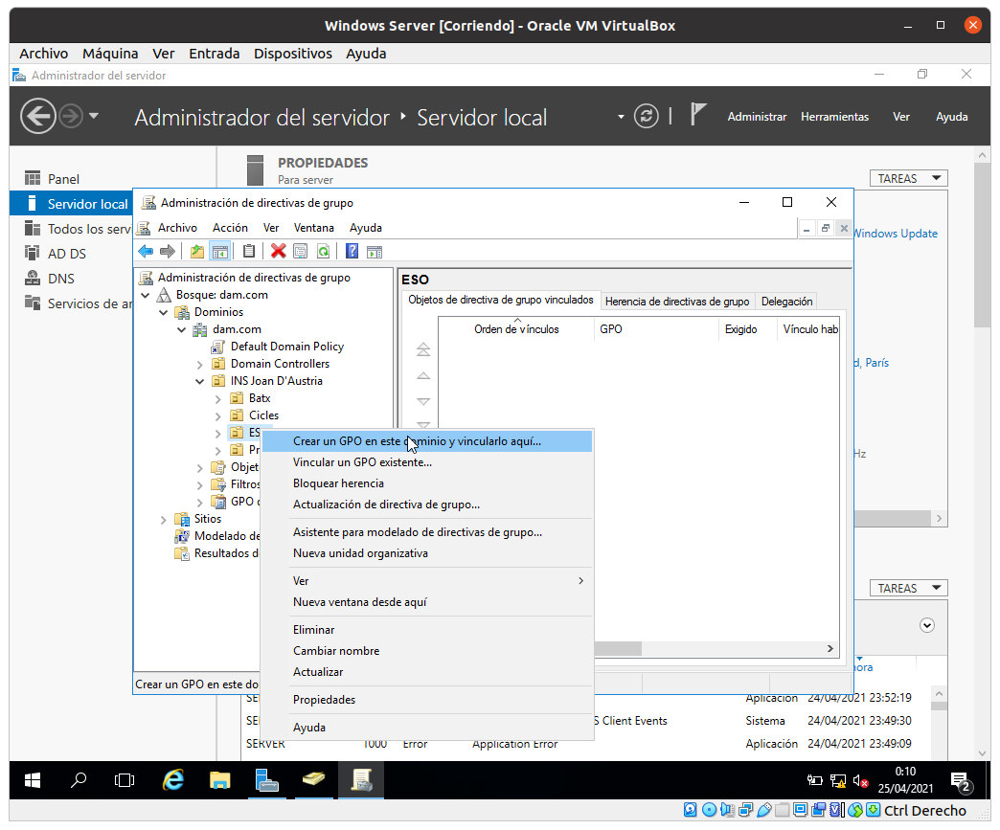 Windows Server [Corriendo] - Oracle VM VirtualBox
Archivo Máquina Ver Entrada Dispositivos Ayuda
Administrador del servidor
Administrador del servidor ‣ Servidor local
Administrar Herramientas Ver Ayuda
Panel
Servidor local
Todos los serv
AD DS
DNS
Servicios de ar
PROPIEDADES
Para server
TAREAS
Windows Update
d, París
Hz
Administración de directivas de grupo
Archivo Acción Ver Ventana Ayuda
Administración de directivas de grupo
Bosque: dam.com
Dominios
dam.com
Default Domain Policy
Domain Controllers
INS Joan D'Austria
Batx
Cicles
ES
Pr
Objet
Filtros
GPO
Sitios
Modelado de
Resultados d
ESO
Objetos de directiva de grupo vinculados Herencia de directivas de grupo Delegación
Orden de vínculos GPO Exigido Vínculo hab
Crear un GPO en este dominio y vincularlo aquí...
Vincular un GPO existente...
Bloquear herencia
Actualización de directiva de grupo...
Asistente para modelado de directivas de grupo...
Nueva unidad organizativa
Ver
Nueva ventana desde aquí
Eliminar
Cambiar nombre
Actualizar
Propiedades
Ayuda
Crear un GPO en este do
TAREAS
hora
Aplicación 24/04/2021 23:52:19
S Client Events Sistema 24/04/2021 23:49:30
SERVER 1000 Error Application Error Aplicación 24/04/2021 23:49:09
0:10
25/04/2021
2
Ctrl Derecho